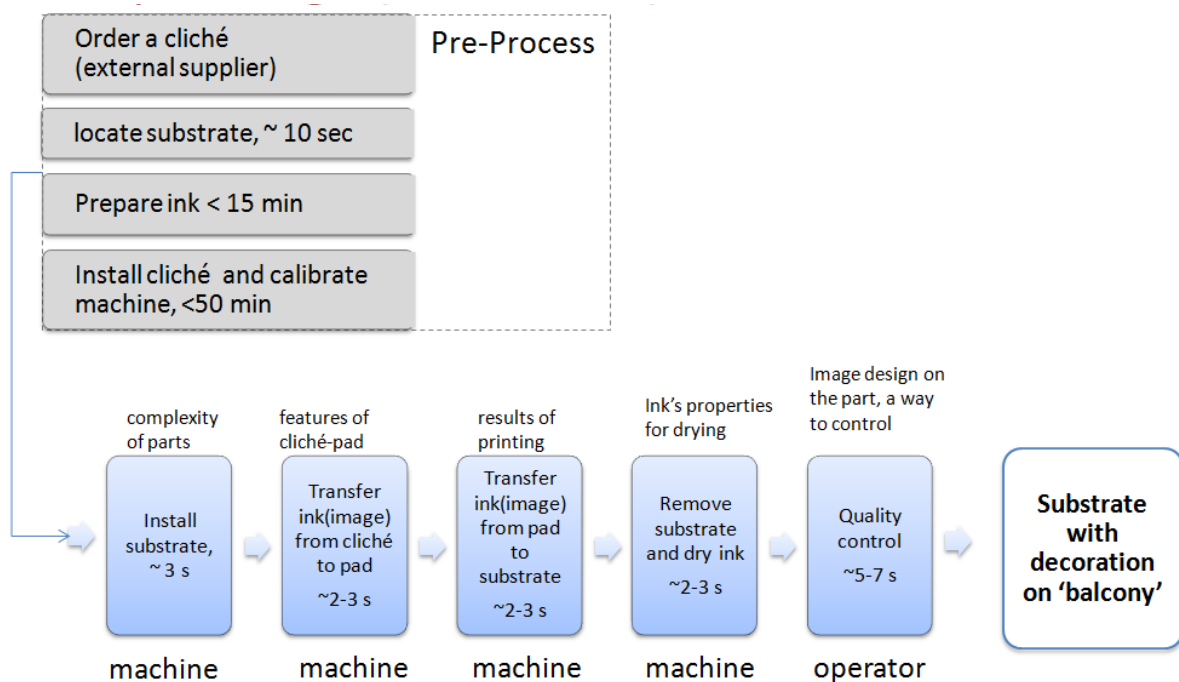 Pre-Process
Order a cliché
(external supplier)
locate substrate, ~ 10 sec
Prepare ink < 15 min
Install cliché and calibrate
machine, <50 min
complexity
of parts
Install
substrate,
~ 3 s
machine
features of
cliché-pad
Transfer
ink(image)
from cliché
to pad
~2-3 s
machine
results of
printing
Transfer
ink(image)
from pad
to
substrate
~2-3 s
machine
Ink's properties
for drying
Remove
substrate
and dry ink
~2-3 s
machine
Image design on
the part, a way
to control
Quality
control
~5-7 s
operator
Substrate
with
decoration
on ‘balcony’